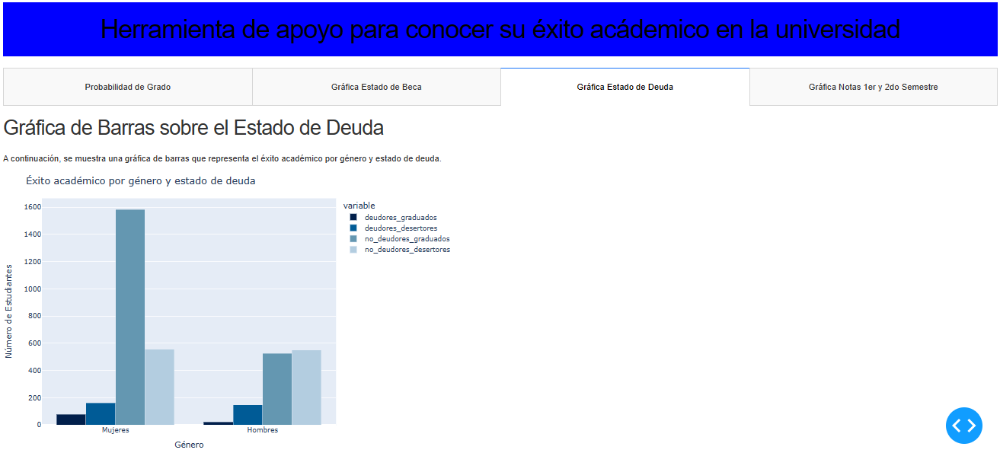 Herramienta de apoyo para conocer su éxito acádemico en la universidad
Probabilidad de Grado
Gráfica Estado de Beca
Gráfica Estado de Deuda
Gráfica Notas 1er y 2do Semestre
Gráfica de Barras sobre el Estado de Deuda
A continuación, se muestra una gráfica de barras que representa el éxito académico por género y estado de deuda.
Éxito académico por género y estado de deuda
variable
deudores_graduados
deudores_desertores
no_deudores_graduados
no_deudores_desertores
Número de Estudiantes
1600
1400
1200
1000
800
600
400
200
0
Mujeres
Hombres
Género